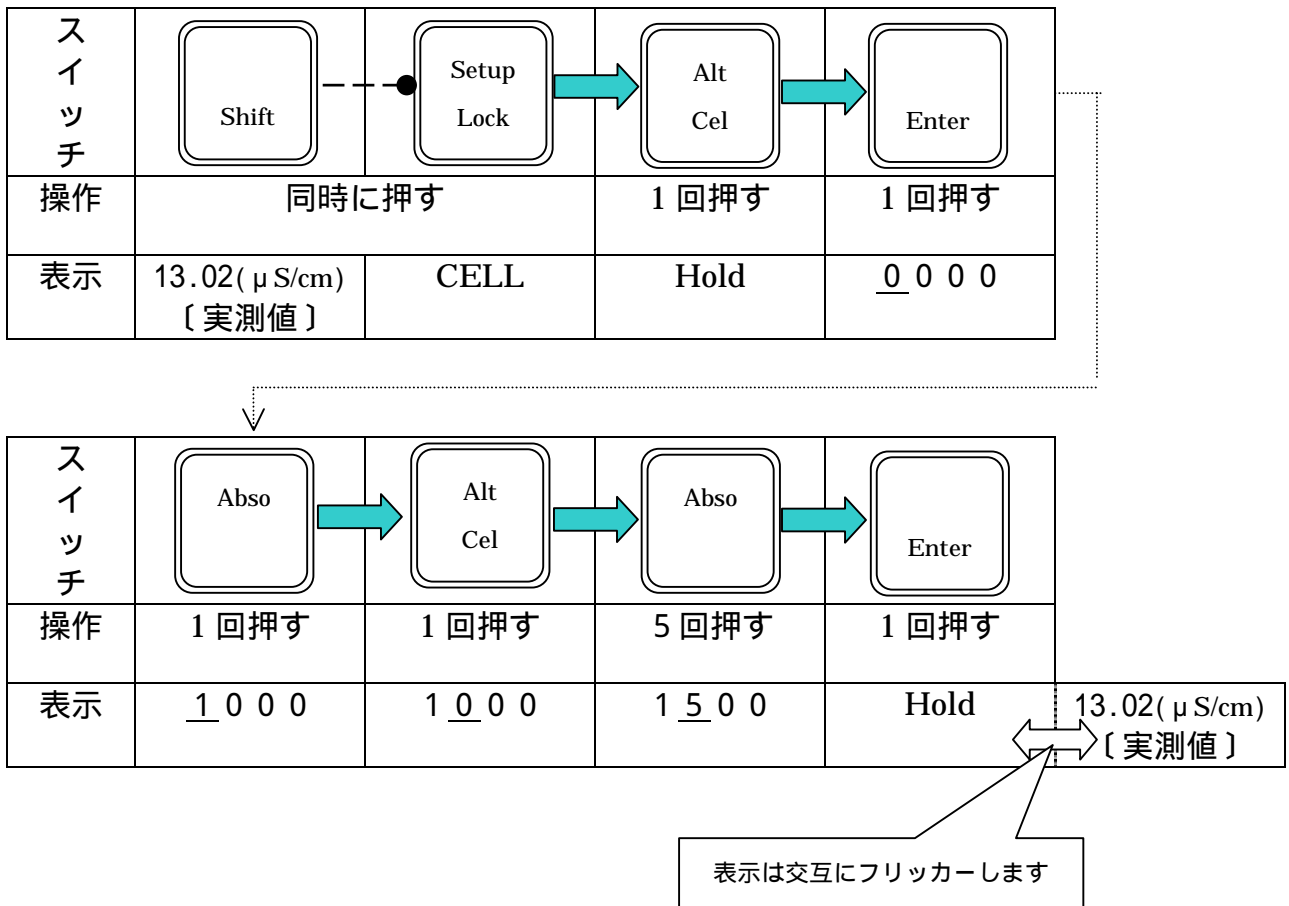 スイッチ
Shift
Setup
Lock
Alt
Cel
Enter
操作 同時に押す 1 回押す 1 回押す
表示 13.02(μS/cm) CELL Hold 0 0 0 0
〔実測値〕
スイッチ
Abso
Alt
Cel
Abso
Enter
操作 1 回押す 1 回押す 5 回押す 1 回押す
表示 1 0 0 0 1 0 0 0 1 5 0 0 Hold 13.02(μS/cm)
〔実測値〕
表示は交互にフリッカーします